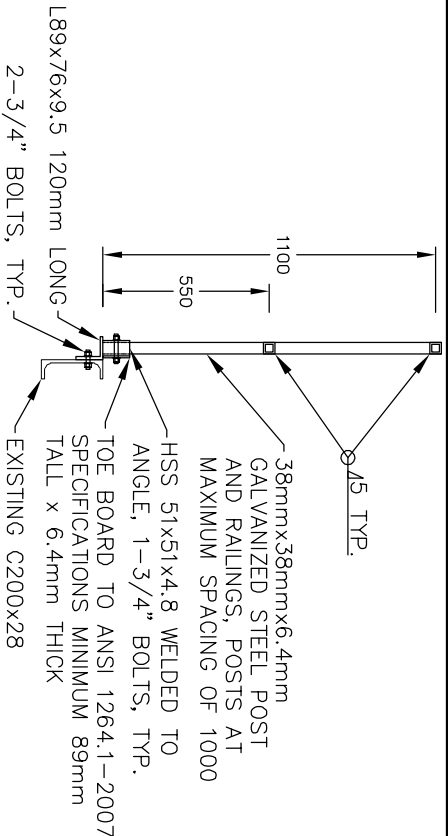 1100
550
5 TYP.
38mmx38mmx6.4mm
GALVANIZED STEEL POST
AND RAILINGS, POSTS AT
MAXIMUM SPACING OF 1000
HSS 51x51x4.8 WELDED TO
ANGLE, 1-3/4" BOLTS, TYP.
TOE BOARD TO ANSI 1264.1-2007
SPECIFICATIONS MINIMUM 89mm
TALL x 6.4mm THICK
EXISTING C200x28
L89x76x9.5 120mm LONG
2-3/4" BOLTS, TYP.